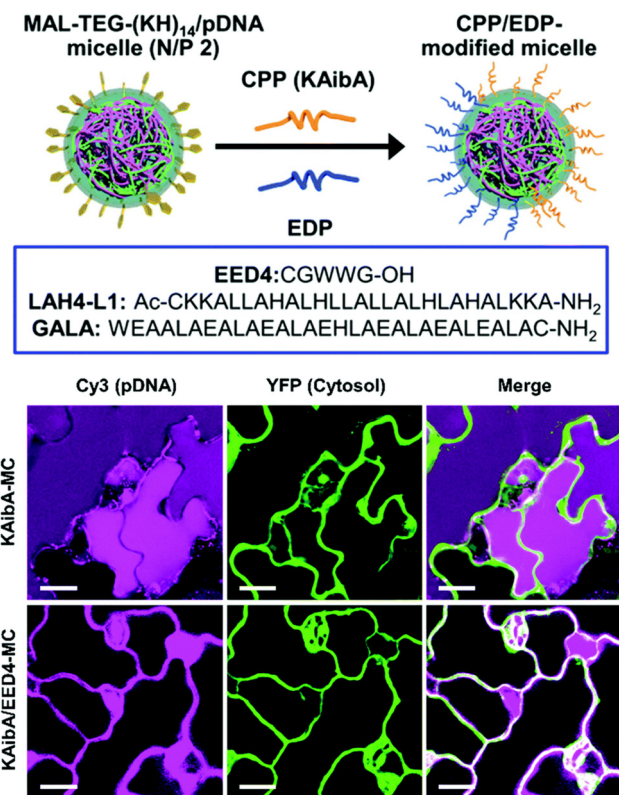 MAL-TEG-(KH)14/pDNA
micelle (N/P 2)
CPP/EDP-
modified micelle
CPP (KAibA)
EDP
EED4:CGWWG-OH
LAH4-L1: Ac-CKKALLAHALHLLALLALHLAHALKKA-NH2
GALA: WEAALAEALAEALAEHLAEALAEALEALAC-NH2
Cy3 (pDNA)
YFP (Cytosol)
Merge
KAibA-MC
KAibA/EED4-MC